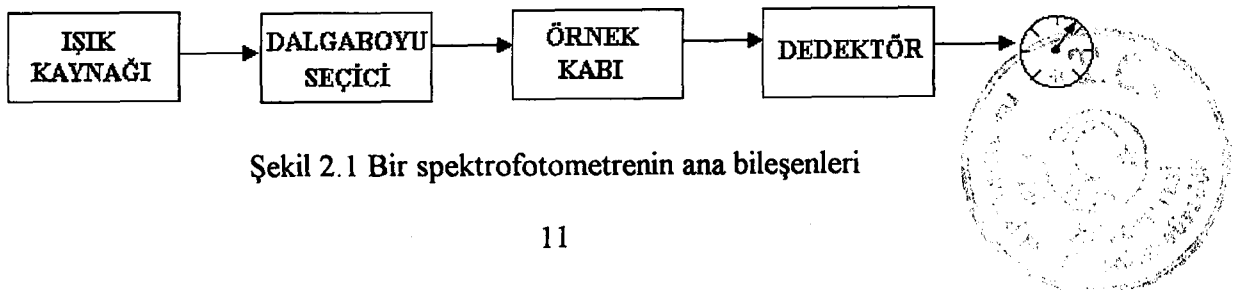 IŞIK
KAYNAĞI
DALGABOYU
SEÇİCİ
ÖRNEK
KABI
DEDEKTÖR
Şekil 2.1 Bir spektrofotometrenin ana bileşenleri
11